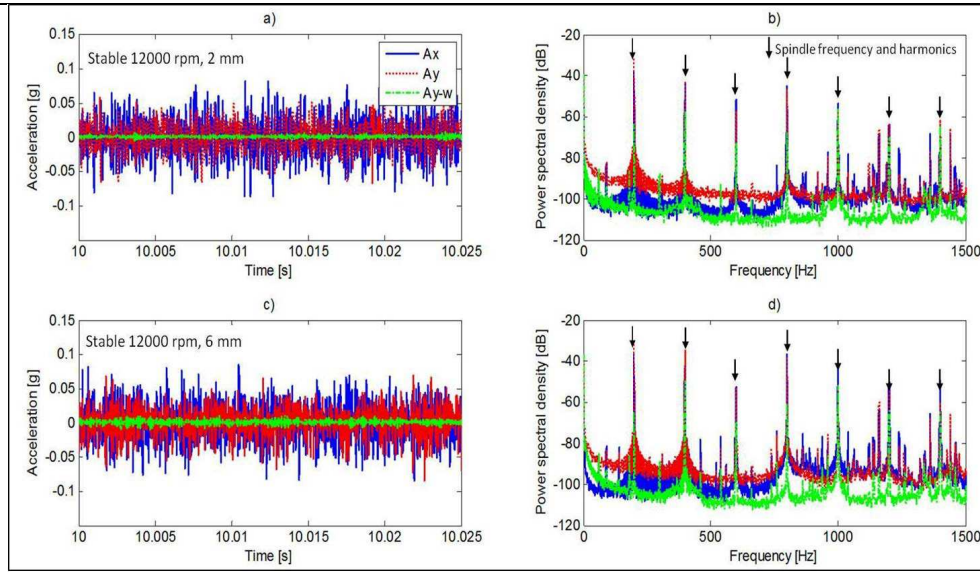 a)
Acceleration [g]
0.15
0.1
0.05
0
-0.05
-0.1
Stable 12000 rpm, 2 mm
Ax
Ay
Ay-w
10 10.005 10.01 10.015 10.02 10.025
Time [s]
b)
Power spectral density [dB]
-20
-40
-60
-80
-100
-120
Spindle frequency and harmonics
0 500 1000 1500
Frequency [Hz]
c)
Acceleration [g]
0.15
0.1
0.05
0
-0.05
-0.1
Stable 12000 rpm, 6 mm
10 10.005 10.01 10.015 10.02 10.025
Time [s]
d)
Power spectral density [dB]
-20
-40
-60
-80
-100
-120
0 500 1000 1500
Frequency [Hz]